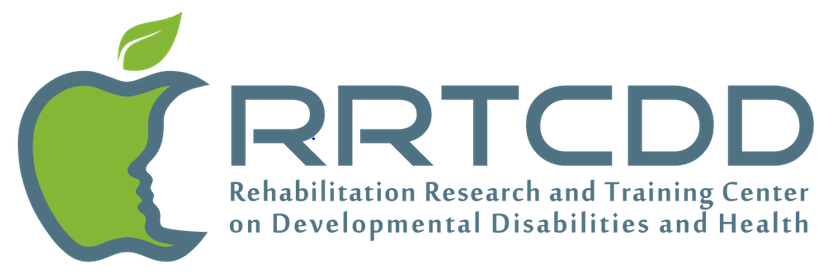 RRTCDD
Rehabilitation Research and Training Center
on Developmental Disabilities and Health